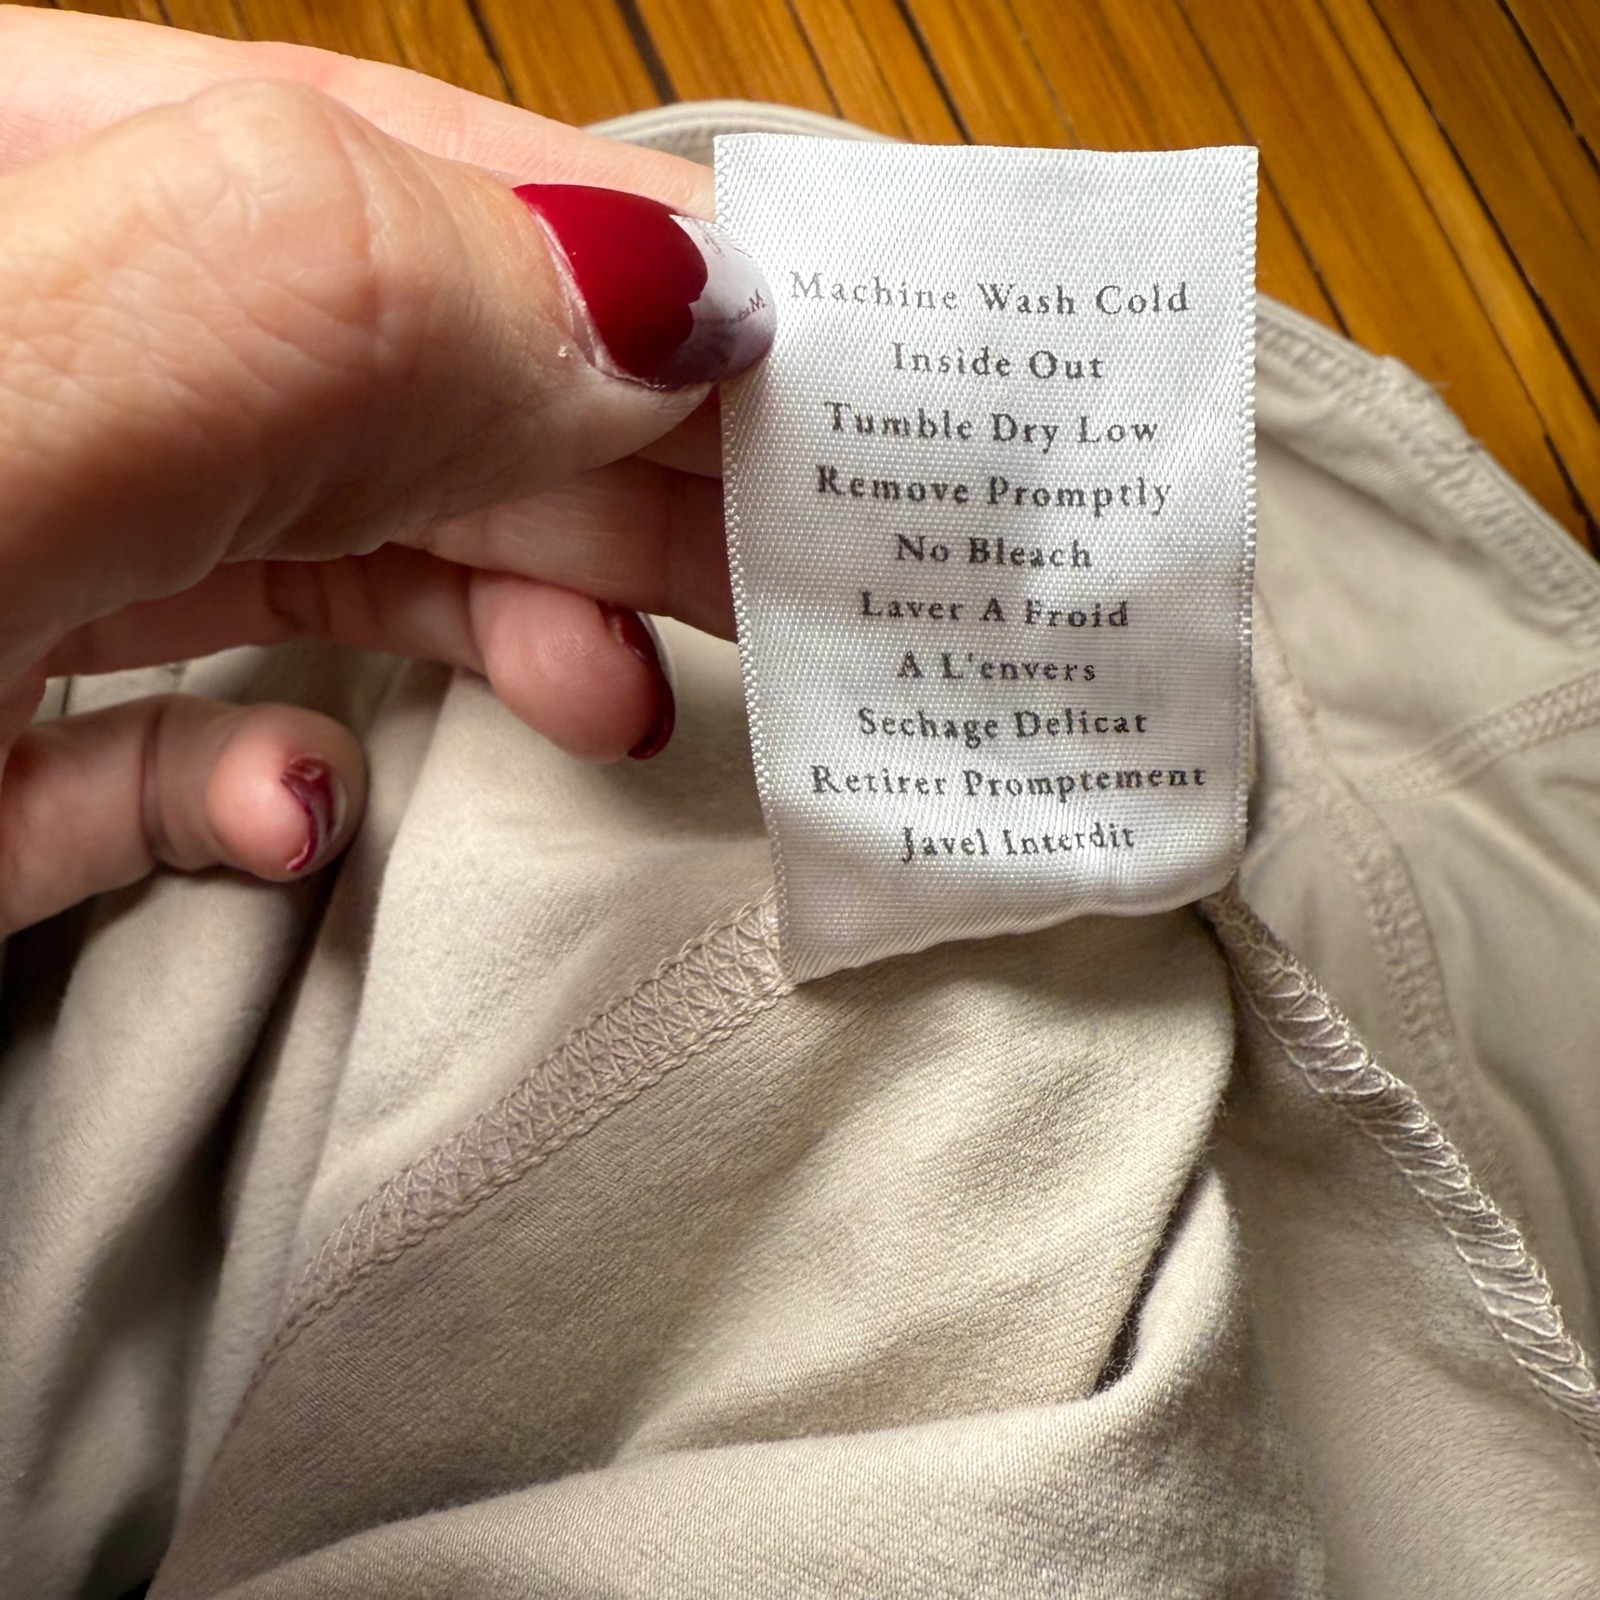 Machine Wash Cold
Inside Out
Tumble Dry Low
Remove Promptly
No Bleach
Laver A Froid
A L'envers
Sechage Delicat
Retirer Promptement
Javel Interdit